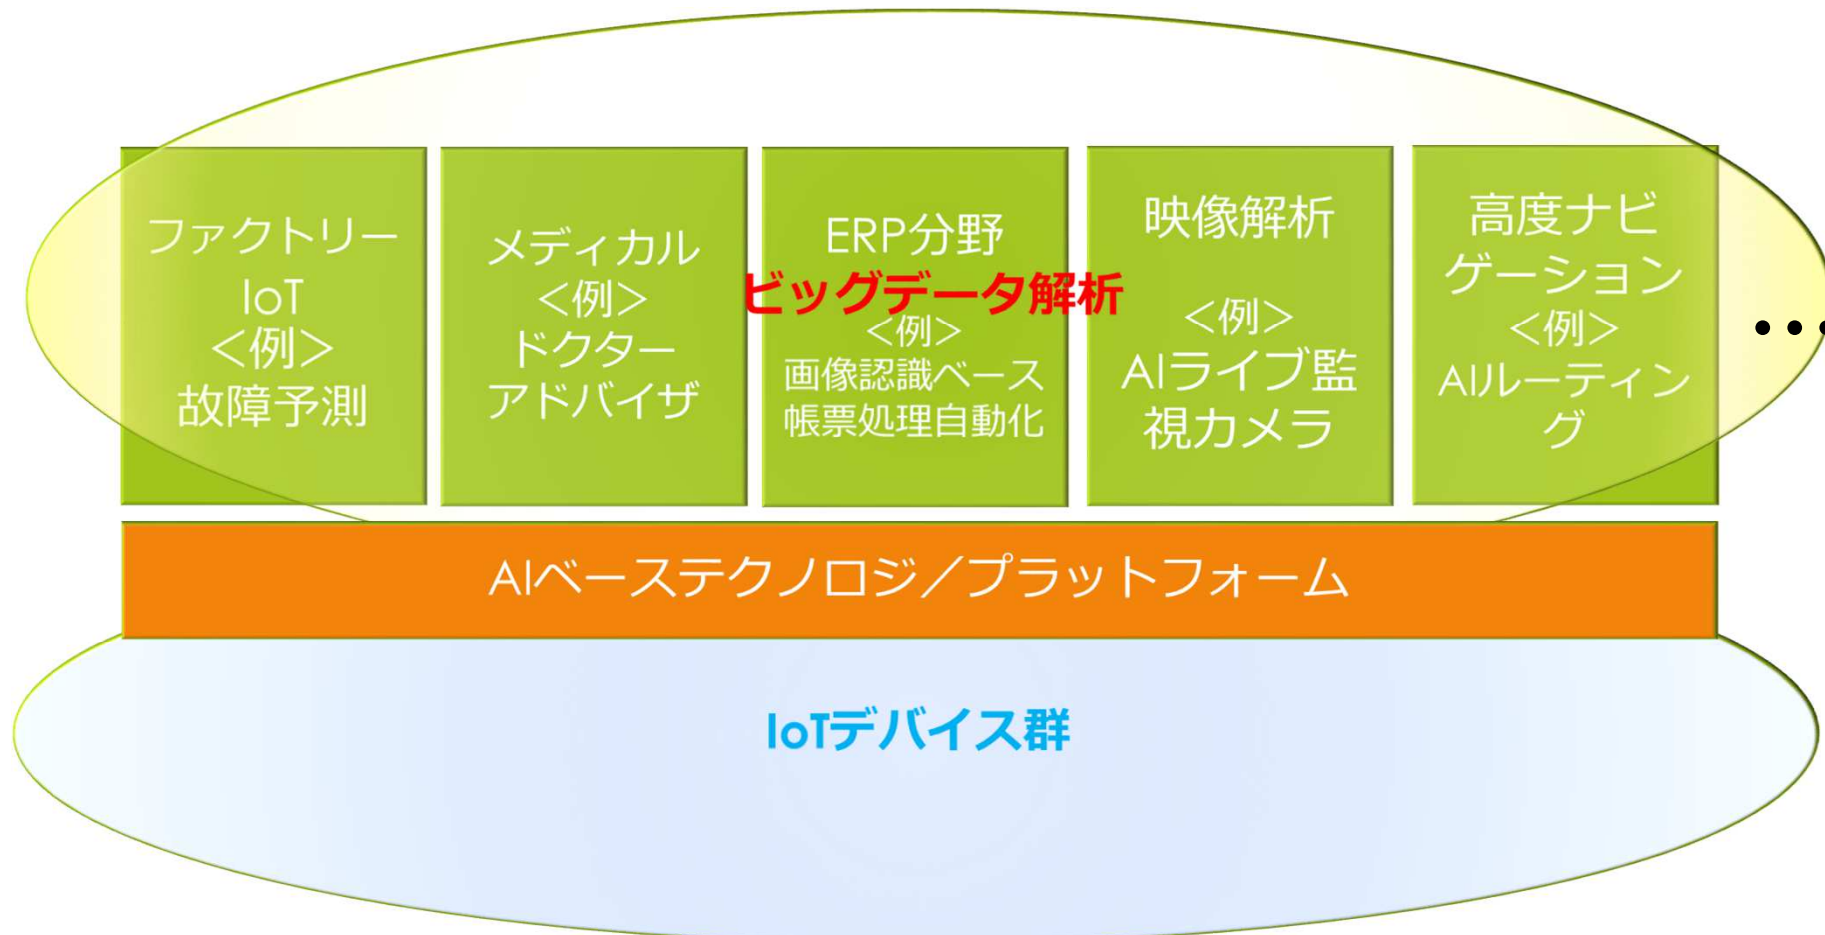 ファクトリー
IoT
<例>
故障予測
メディカル
<例>
ドクター
アドバイザ
ERP分野
ビッグデータ解析
<例>
画像認識ベース
帳票処理自動化
映像解析
<例>
AIライブ監
視カメラ
高度ナビ
ゲーション
<例>
AIルーティン
グ
…
AIベーステクノロジ／プラットフォーム
IoTデバイス群